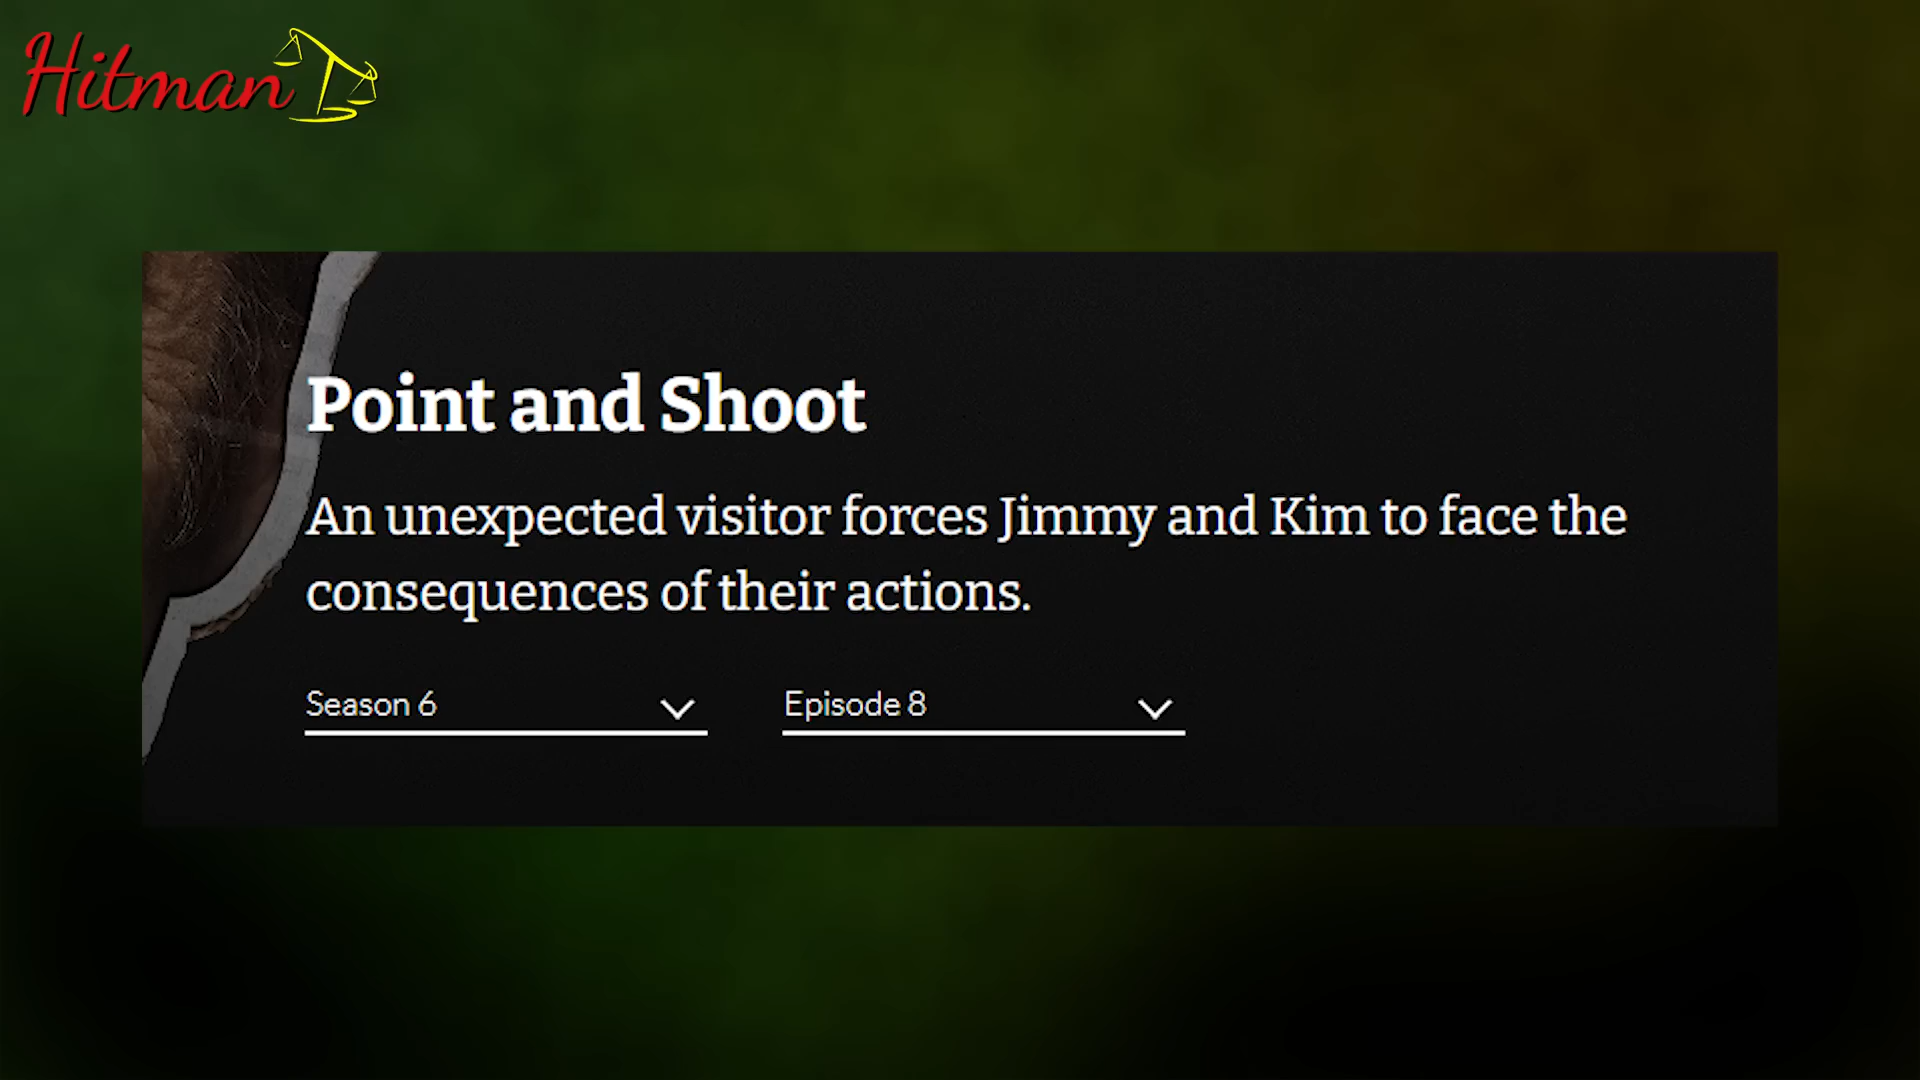 Hitman
Point and Shoot
An unexpected visitor forces Jimmy and Kim to face the
consequences of their actions.
Season 6
Episode 8